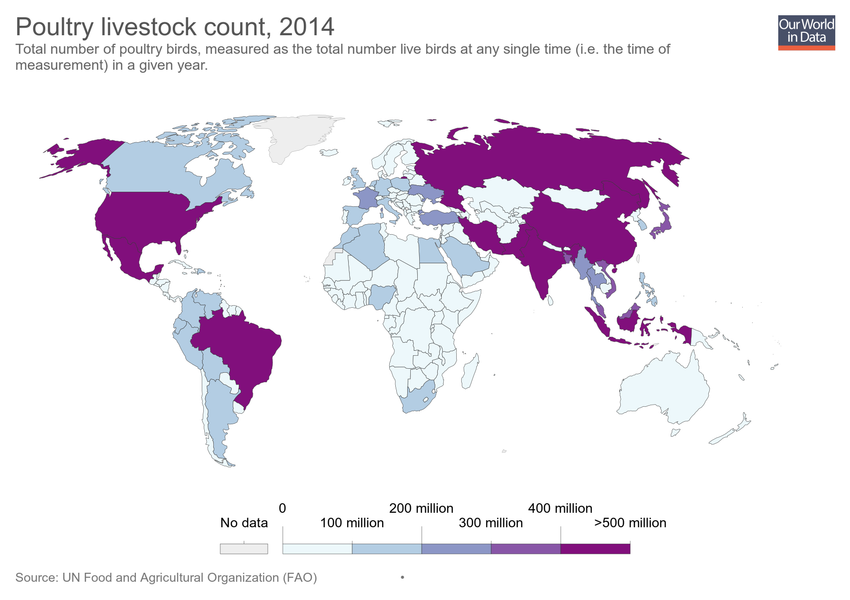 Poultry livestock count, 2014
Our World
in Data
Total number of poultry birds, measured as the total number live birds at any single time (i.e. the time of
measurement) in a given year.
0
200 million
400 million
No data
100 million
300 million
>500 million
Source: UN Food and Agricultural Organization (FAO)
•